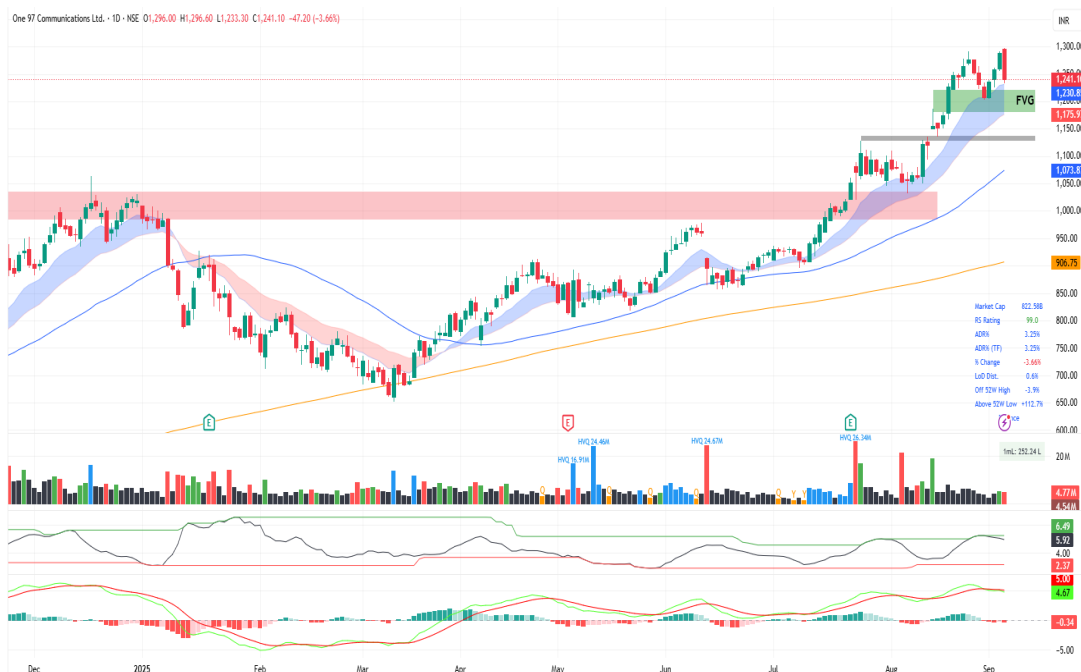 One 97 Communications Ltd. · 1D · NSE O1,296.00 H1,296.60 L1,233.30 C1,241.10 -47.20 (-3.66%)
INR
1,300.00
1,241.10
1,230.8
FVG
1,200.00
1,175.9
1,150.00
1,100.00
1,073.8
1,050.00
1,000.00
950.00
906.75
850.00
800.00
750.00
700.00
650.00
600.00
Market Cap 822.58B
RS Rating 99.0
ADR% 3.25%
ADR% (TF) 3.25%
% Change -3.66%
LoD Dist. 0.6%
Off 52W High -3.9%
Above 52W Low +112.7%
E
E
E
HVQ 16.91M
HVQ 24.46M
HVQ 24.67M
HVQ 26.34M
1mL: 252.24 L
20M
4.77M
4.54M
6.49
5.92
4.00
2.37
5.00
4.67
-0.34
-5.00
Dec 2025 Feb Mar Apr May Jun Jul Aug Sep